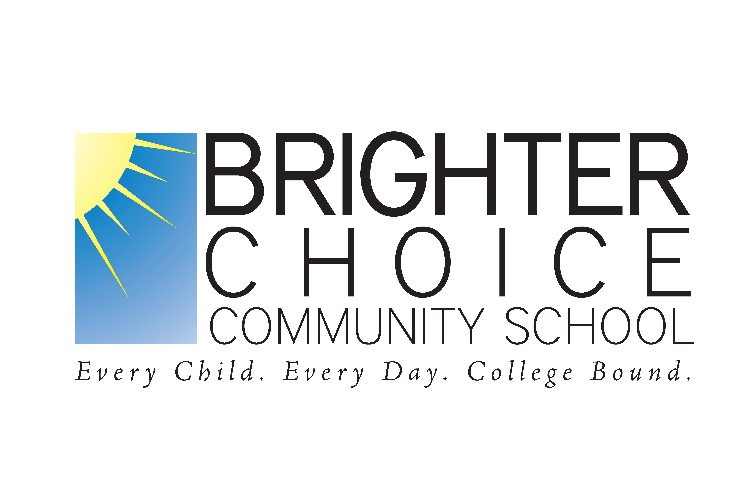 BRIGHTER
CHOICE
COMMUNITY SCHOOL
Every Child. Every Day. College Bound.